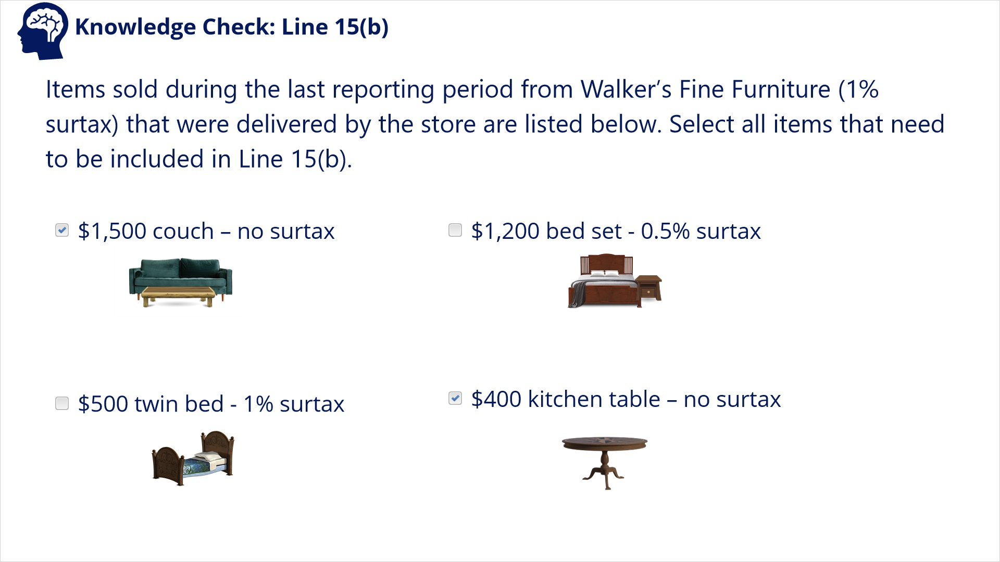 Knowledge Check: Line 15(b)
Items sold during the last reporting period from Walker’s Fine Furniture (1%
surtax) that were delivered by the store are listed below. Select all items that need
to be included in Line 15(b).
$1,500 couch – no surtax
$1,200 bed set - 0.5% surtax
$500 twin bed - 1% surtax
$400 kitchen table – no surtax